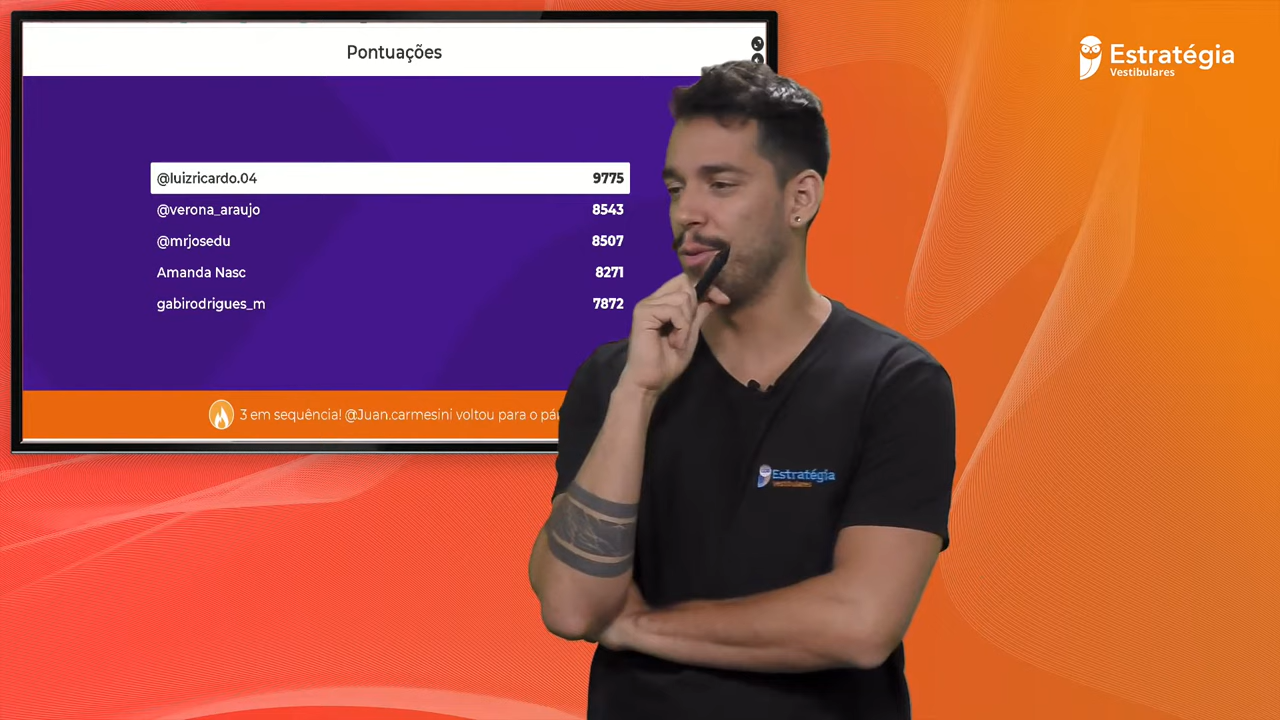 Pontuações
@luizricardo.04 9775
@verona_araujo 8543
@mrjosedu 8507
Amanda Nasc 8271
gabirodrigues_m 7872
3 em sequência! @Juan.carmesini voltou para o
Estratégia
Vestibulares
Estratégia
Vestibulares